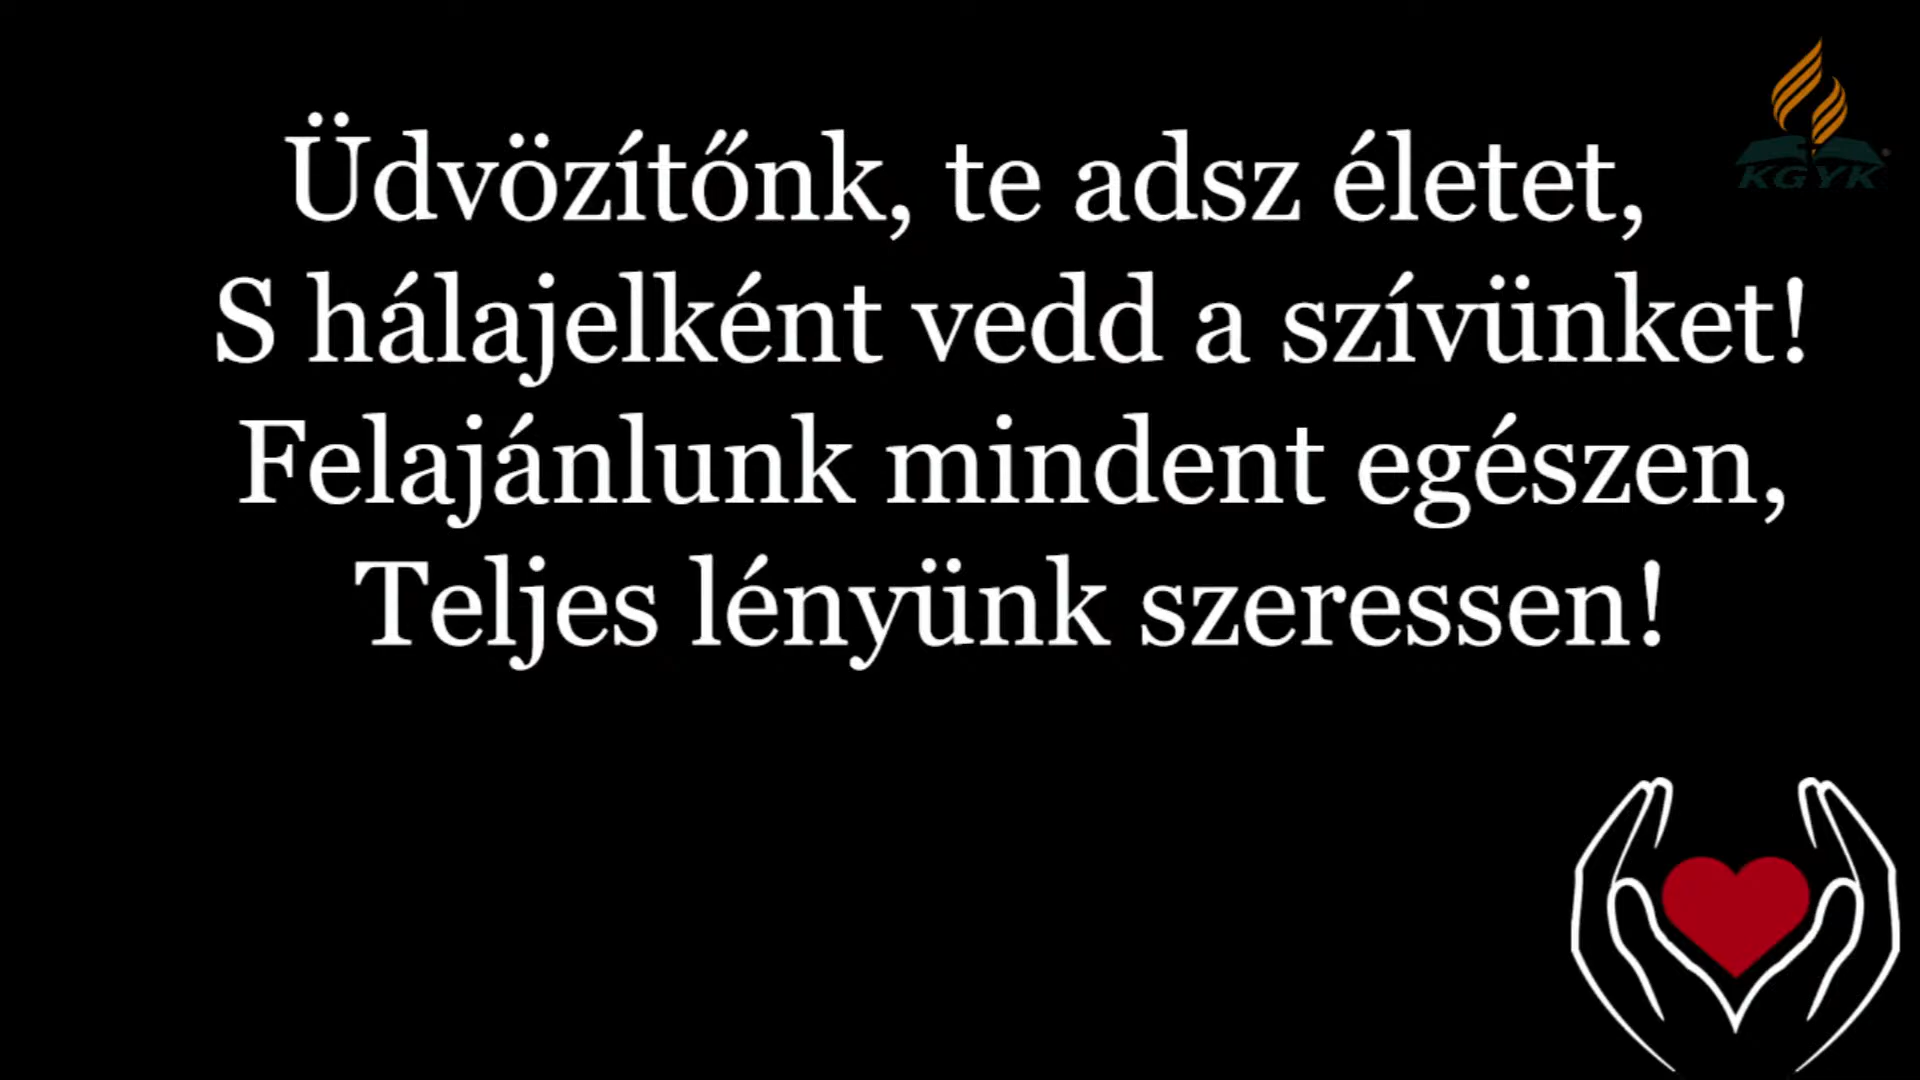 Üdvözítőnk, te adsz életet,
S hálajelként vedd a szívünket!
Felajánlunk mindent egészen,
Teljes lényünk szeressen!
KGYK